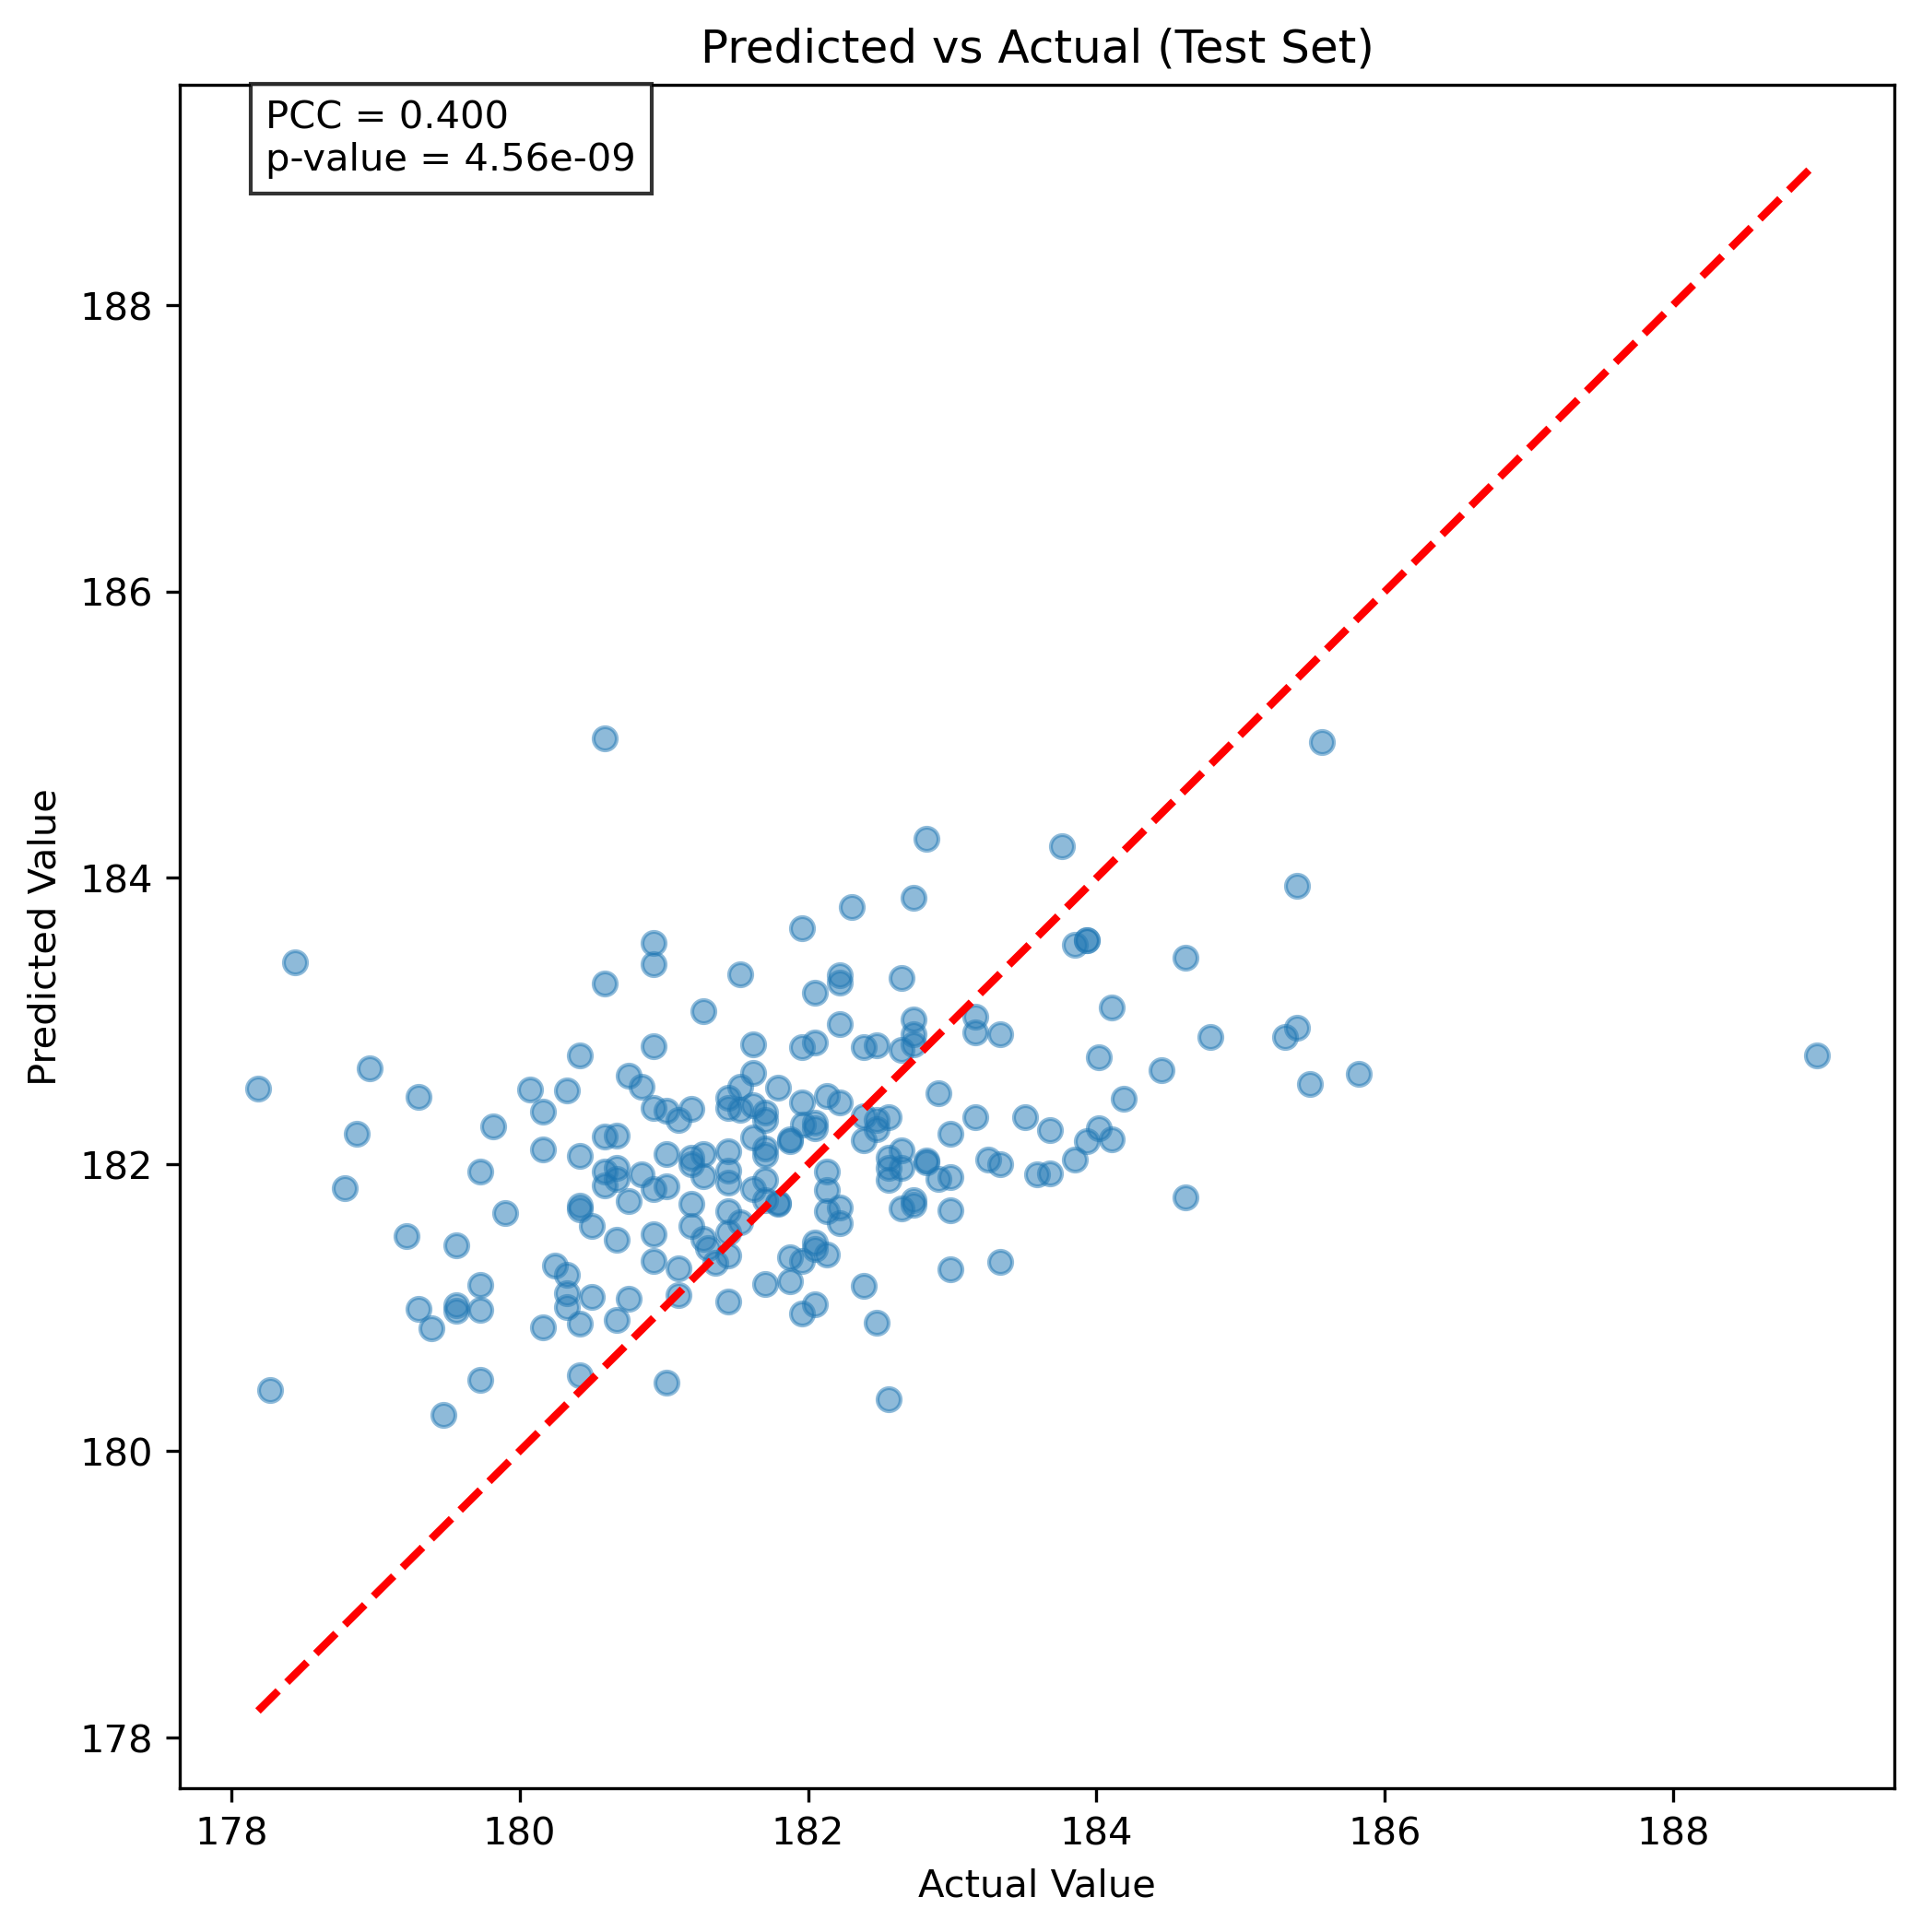 Predicted vs Actual (Test Set)
PCC = 0.400
p-value = 4.56e-09
188
186
184
182
180
178
Predicted Value
178 180 182 184 186 188
Actual Value